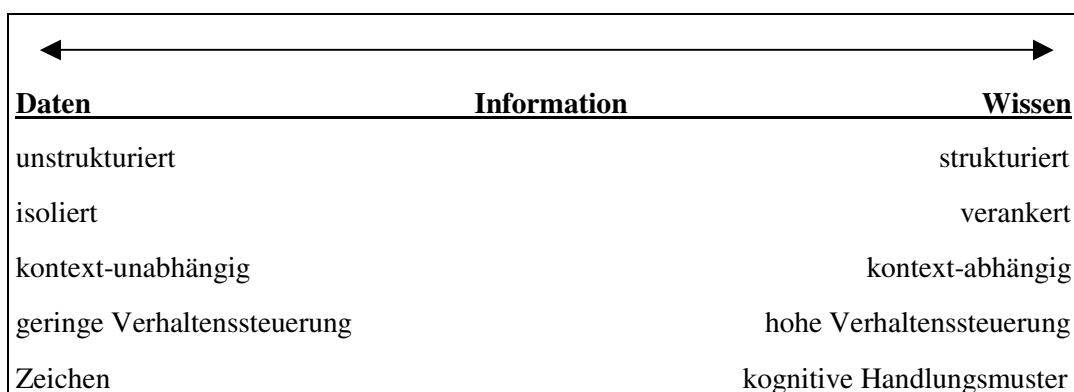 Daten Information Wissen
unstrukturiert strukturiert
isoliert verankert
kontext-unabhängig kontext-abhängig
geringe Verhaltenssteuerung hohe Verhaltenssteuerung
Zeichen kognitive Handlungsmuster